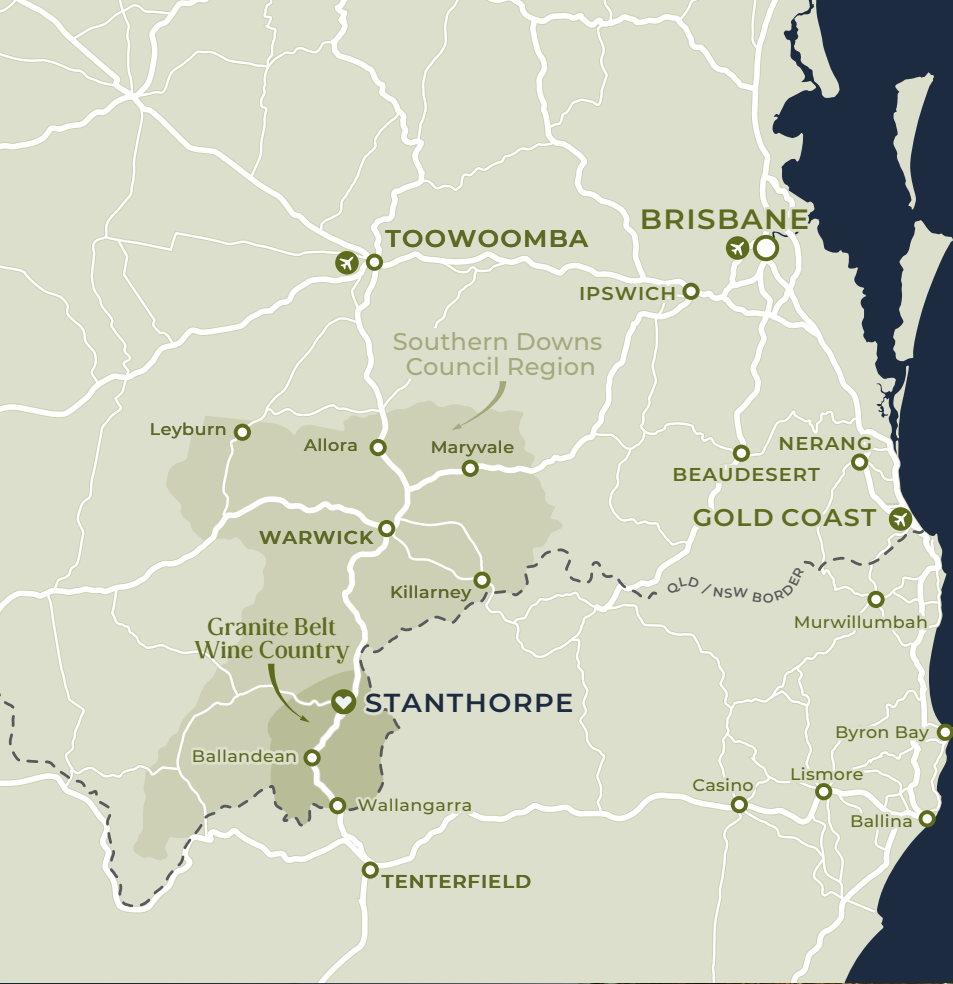 BRISBANE
TOOWOOMBA
IPSWICH
Southern Downs
Council Region
Leyburn
Allora
Maryvale
NERANG
BEAUDESERT
GOLD COAST
WARWICK
Killarney
QLD / NSW BORDER
Murwillumbah
Granite Belt
Wine Country
STANTHORPE
Byron Bay
Ballandean
Lismore
Casino
Wallangarra
Ballina
TENTERFIELD